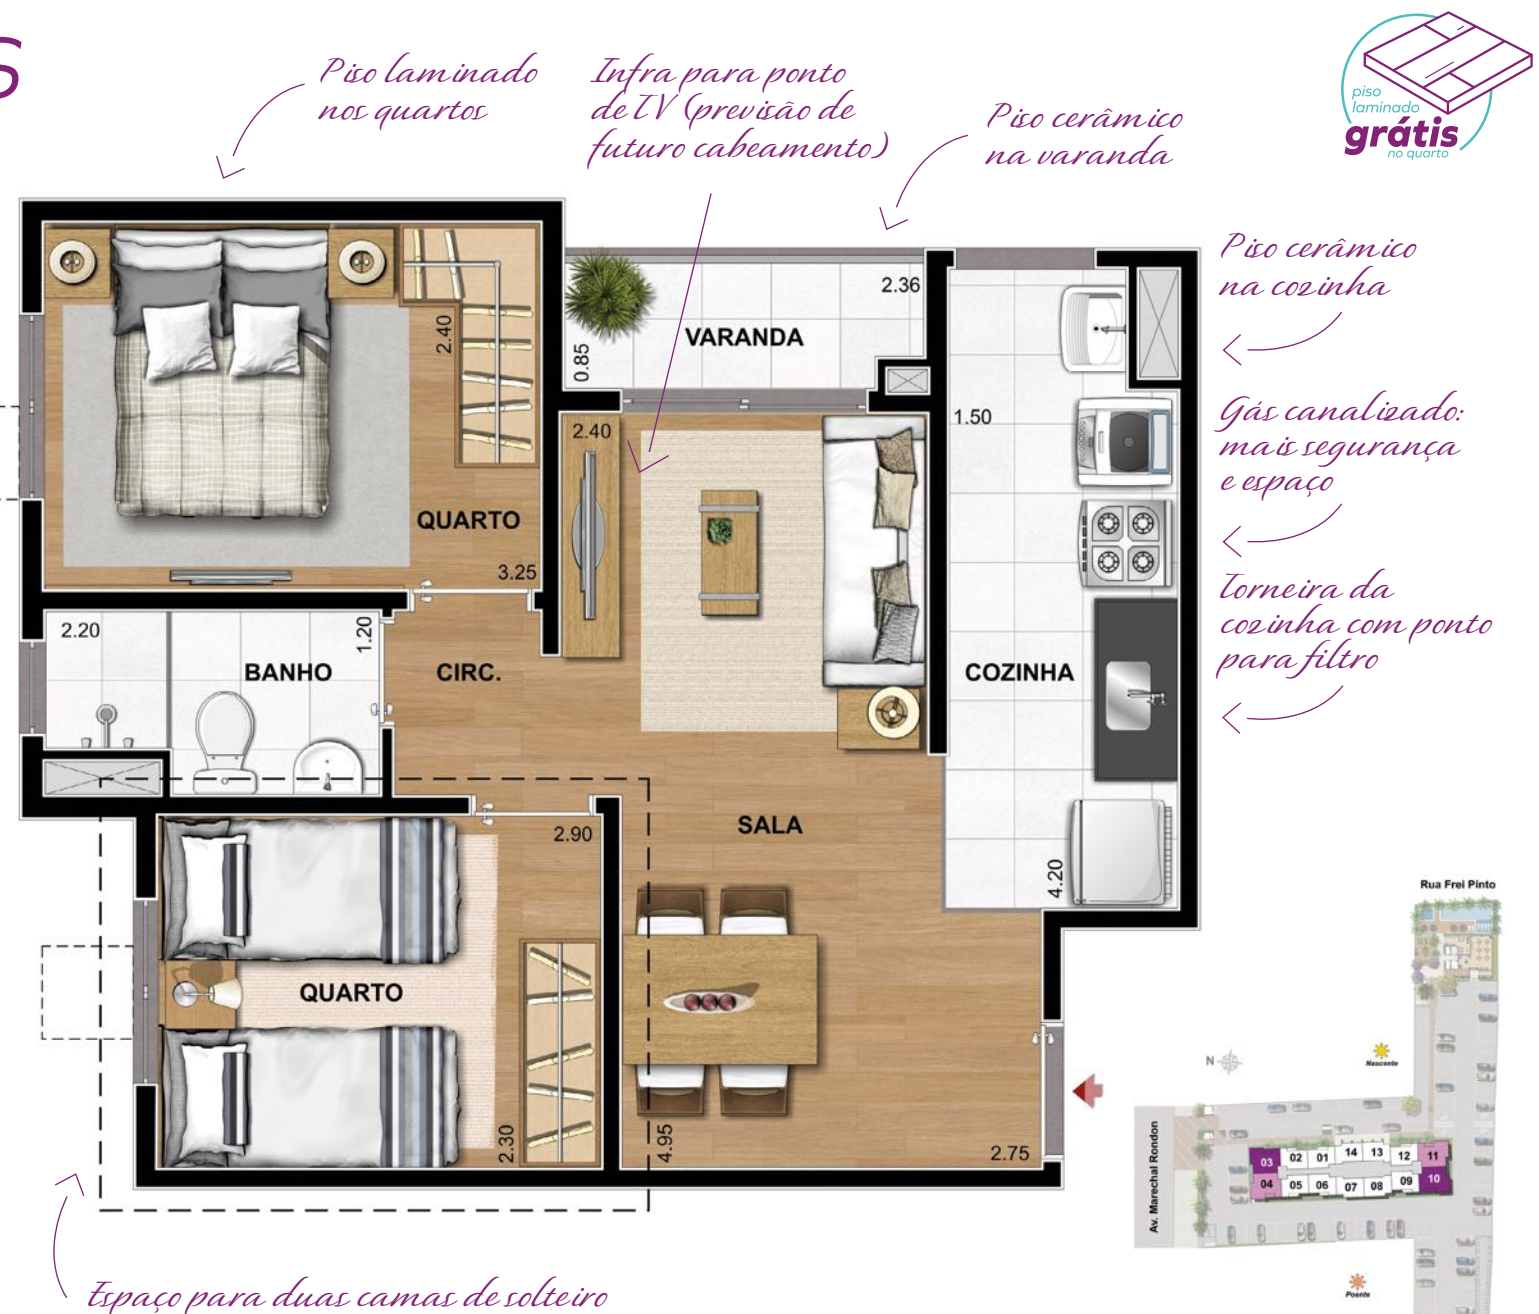 S
Piso laminado
nos quartos
Infra para ponto
de TV (previsão de
futuro cabeamento)
Piso cerâmico
na varanda
piso
laminado
grátis
no quarto
Piso cerâmico
na cozinha
Gás canalizado:
mais segurança
e espaço
Torneira da
cozinha com ponto
para filtro
2.40
QUARTO
3.25
2.36
VARANDA
0.85
2.40
1.50
2.20
1.20
BANHO
CIRC.
COZINHA
SALA
4.20
2.90
QUARTO
2.30
4.95
2.75
Espaço para duas camas de solteiro
Rua Frei Pinto
N
Nascente
Av. Marechal Rondon
03 02 01 14 13 12 11
04 05 06 07 08 09 10
Poente